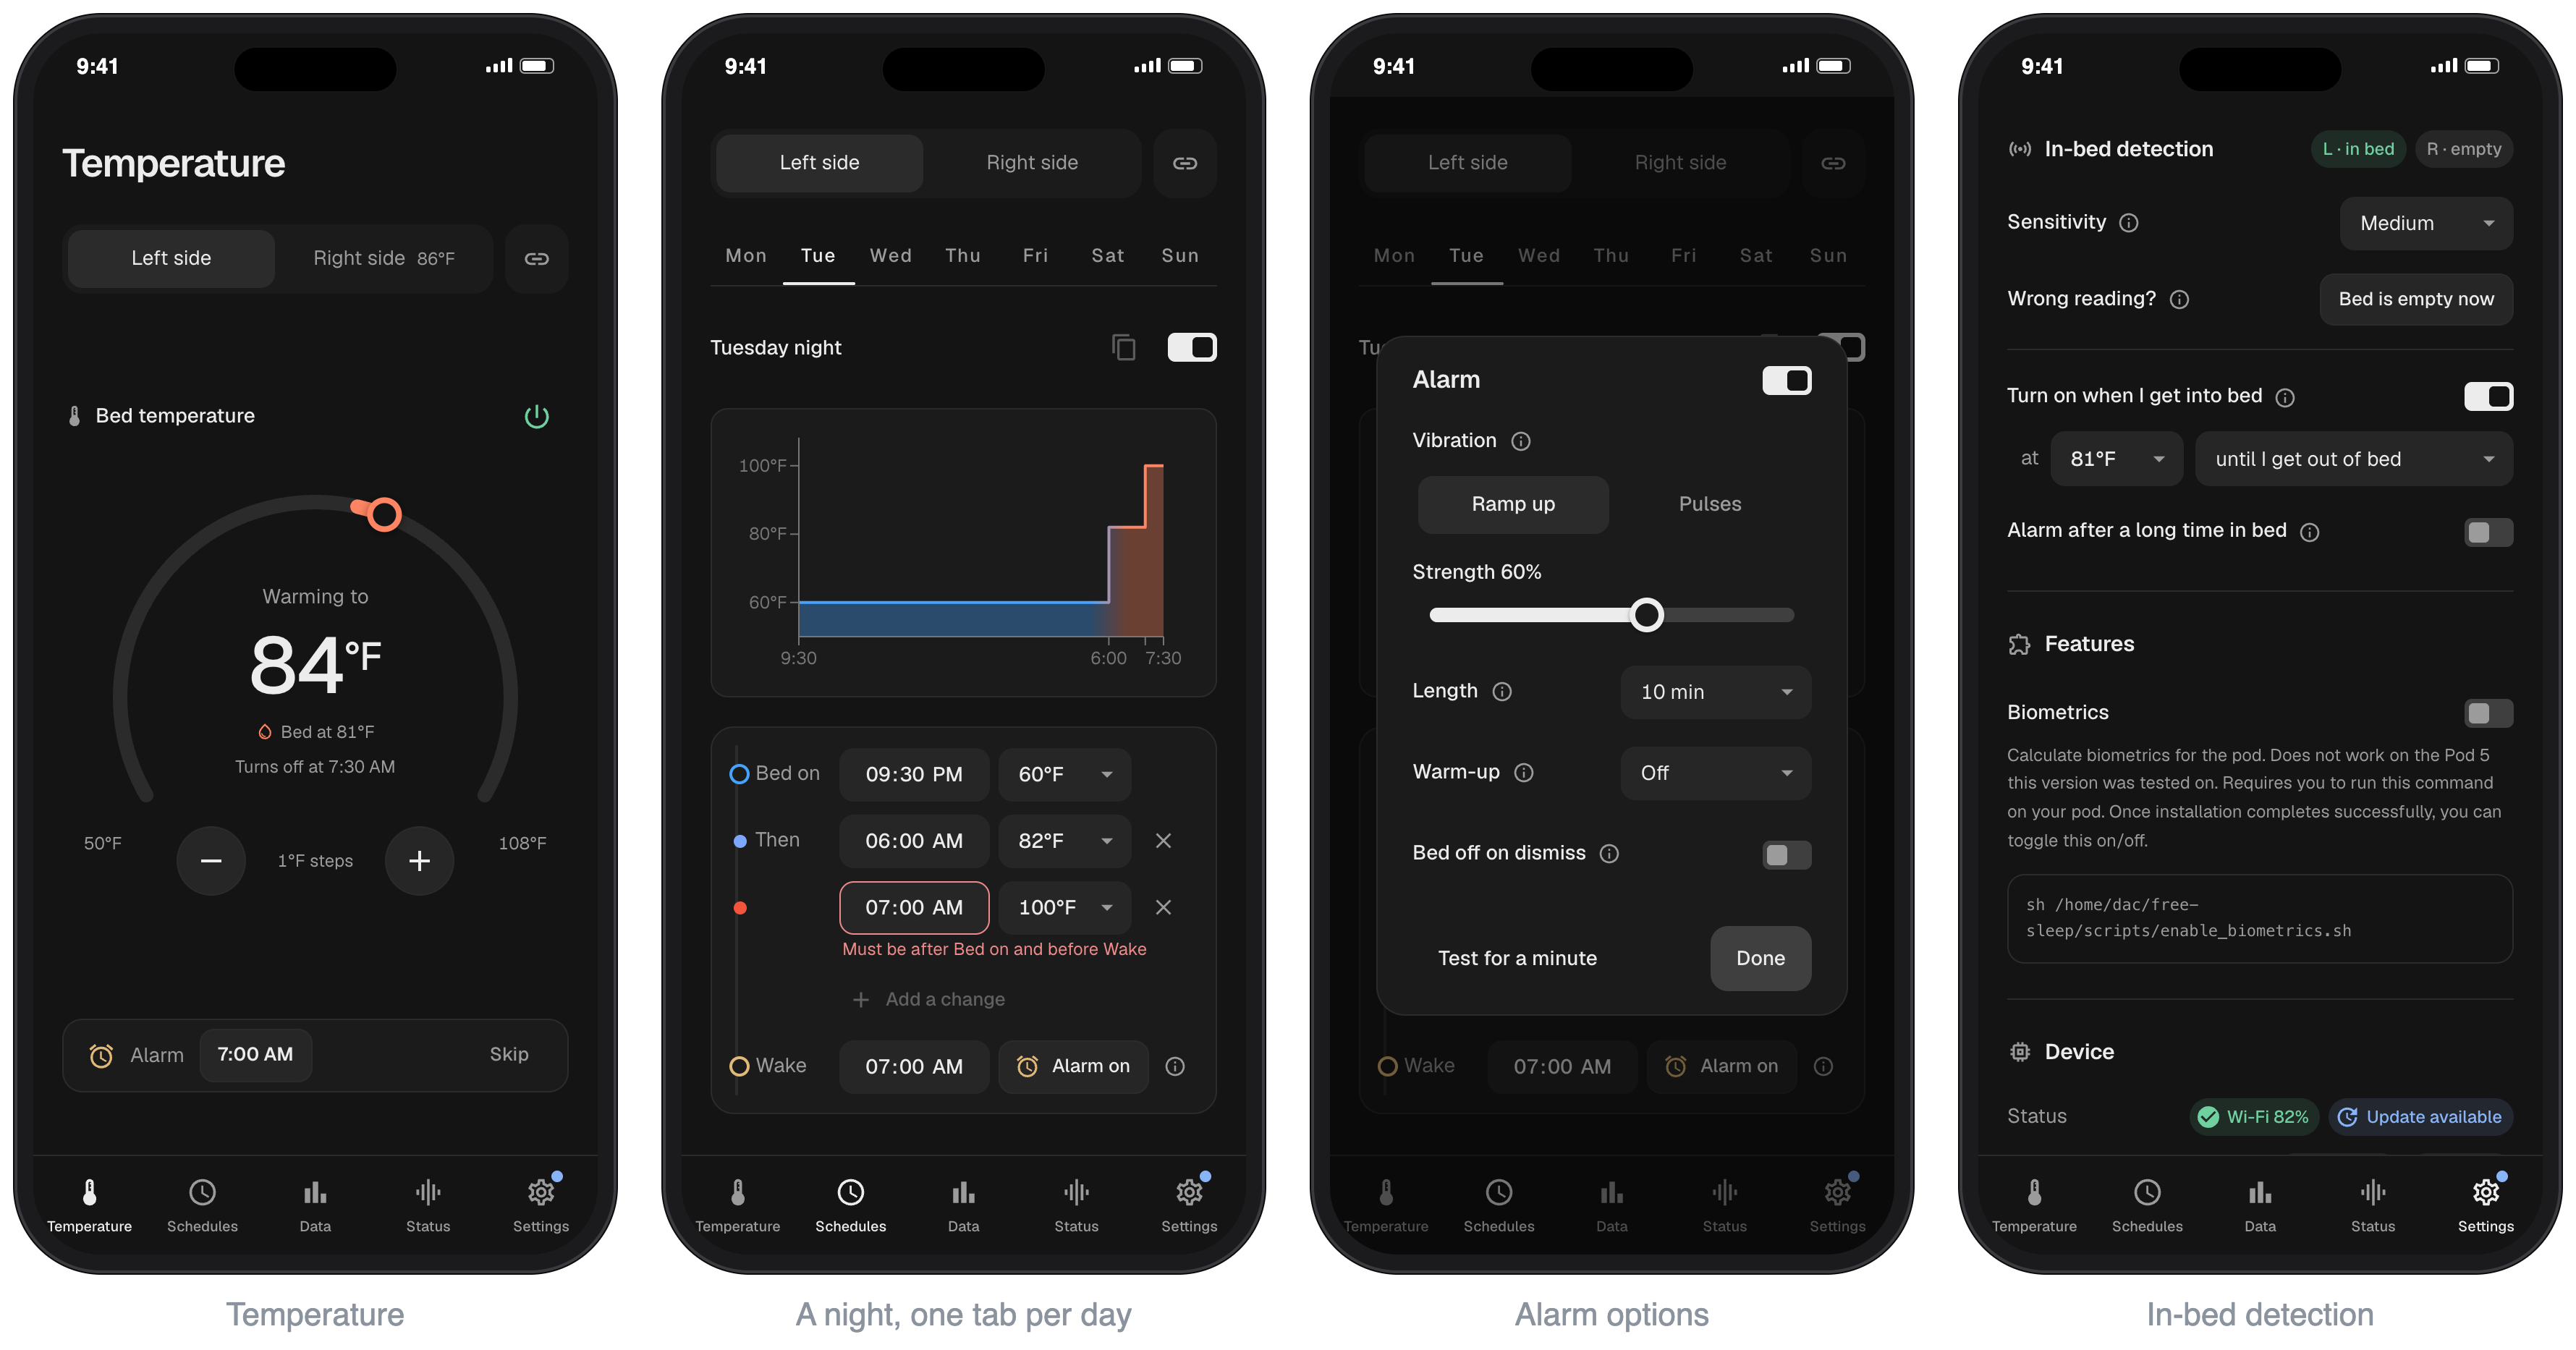 9:41
Temperature
Left side
Right side 86°F
Bed temperature
Warming to
84°F
Bed at 81°F
Turns off at 7:30 AM
50°F
1°F steps
108°F
Alarm
7:00 AM
Skip
Temperature
Schedules
Data
Status
Settings
Temperature
9:41
Left side
Right side
Mon
Tue
Wed
Thu
Fri
Sat
Sun
Tuesday night
100°F
80°F
60°F
9:30
6:00
7:30
Bed on
09:30 PM
60°F
Then
06:00 AM
82°F
07:00 AM
100°F
Must be after Bed on and before Wake
Add a change
Wake
07:00 AM
Alarm on
Temperature
Schedules
Data
Status
Settings
A night, one tab per day
9:41
Left side
Right side
Mon
Tue
Wed
Thu
Fri
Sat
Sun
Tu
Alarm
Vibration
Ramp up
Pulses
Strength 60%
Length
10 min
Warm-up
Off
Bed off on dismiss
Test for a minute
Done
Wake
07:00 AM
Alarm on
Temperature
Schedules
Data
Status
Settings
Alarm options
9:41
In-bed detection
L · in bed
R · empty
Sensitivity
Medium
Wrong reading?
Bed is empty now
Turn on when I get into bed
at
81°F
until I get out of bed
Alarm after a long time in bed
Features
Biometrics
Calculate biometrics for the pod. Does not work on the Pod 5
this version was tested on. Requires you to run this command
on your pod. Once installation completes successfully, you can
toggle this on/off.
sh /home/dac/free-
sleep/scripts/enable_biometrics.sh
Device
Status
Wi-Fi 82%
Update available
Temperature
Schedules
Data
Status
Settings
In-bed detection